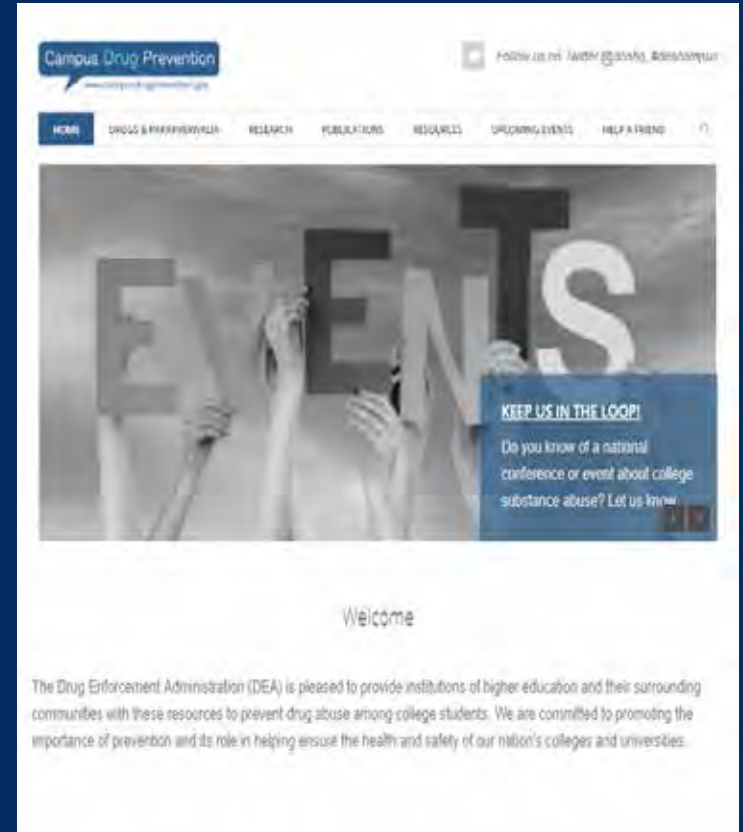 Campus Drug Prevention
Follow us on Twitter
HOME DRUGS & PARAPHERNALIA RESEARCH PUBLICATIONS RESOURCES UPCOMING EVENTS HELP A FRIEND
EVENTS
KEEP US IN THE LOOP!
Do you know of a national
conference or event about college
substance abuse? Let us know
Welcome
The Drug Enforcement Administration (DEA) is pleased to provide institutions of higher education and their surrounding
communities with these resources to prevent drug abuse among college students. We are committed to promoting the
importance of prevention and its role in helping ensure the health and safety of our nation's colleges and universities.